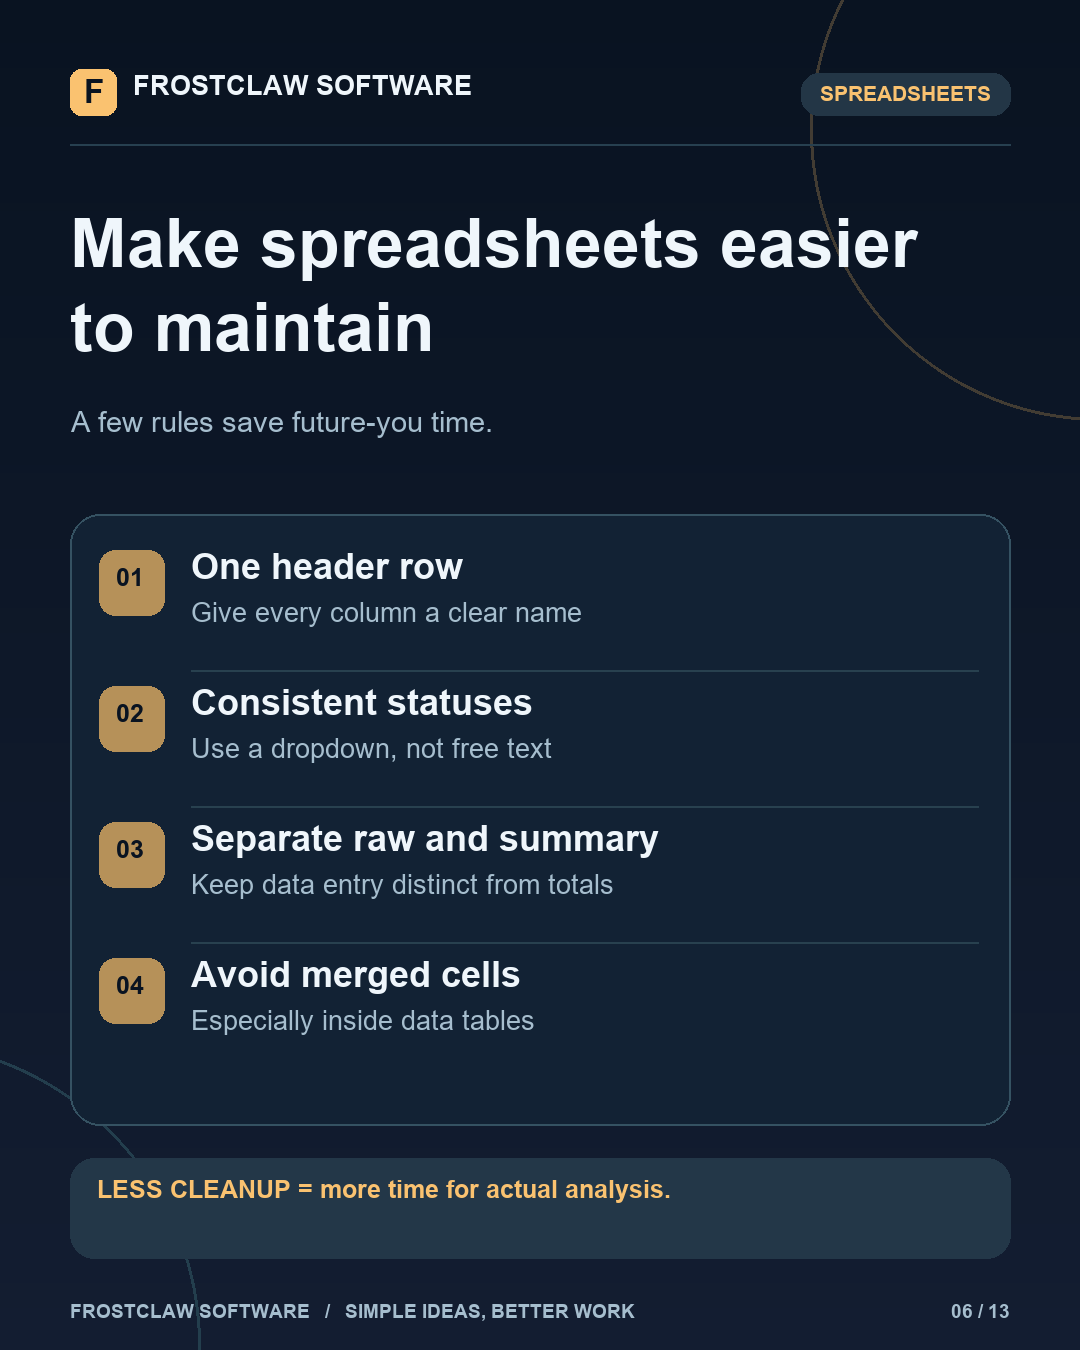 F FROSTCLAW SOFTWARE
SPREADSHEETS
Make spreadsheets easier
to maintain
A few rules save future-you time.
01 One header row
Give every column a clear name
02 Consistent statuses
Use a dropdown, not free text
03 Separate raw and summary
Keep data entry distinct from totals
04 Avoid merged cells
Especially inside data tables
LESS CLEANUP = more time for actual analysis.
FROSTCLAW SOFTWARE / SIMPLE IDEAS, BETTER WORK
06 / 13